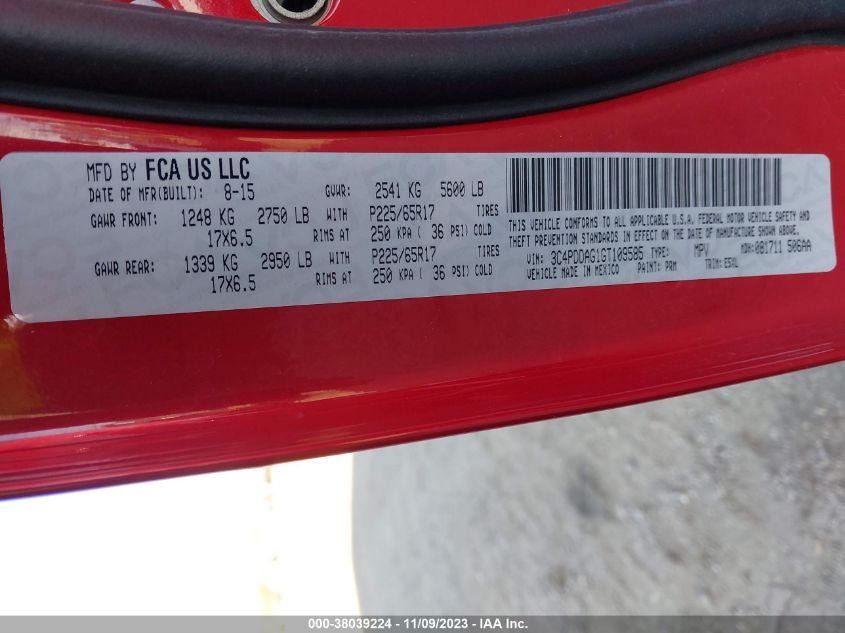 MFD BY FCA US LLC
DATE OF MFR(BUILT): 8-15 GVWR: 2541 KG 5600 LB
GAWR FRONT: 1248 KG 2750 LB WITH P225/65R17 TIRES
17X6.5 RIMS AT 250 KPA ( 36 PSI) COLD
GAWR REAR: 1339 KG 2950 LB WITH P225/65R17 TIRES
17X6.5 RIMS AT 250 KPA ( 36 PSI) COLD
THIS VEHICLE CONFORMS TO ALL APPLICABLE U.S.A. FEDERAL MOTOR VEHICLE SAFETY AND
THEFT PREVENTION STANDARDS IN EFFECT ON THE DATE OF MANUFACTURE SHOWN ABOVE.
VIN: 3C4PDDAG1GT109585 TYPE: MPV MDH: 081711 506AA
VEHICLE MADE IN MEXICO PAINT: PRM TRIM: E5XL
000-38039224 - 11/09/2023 - IAA Inc.